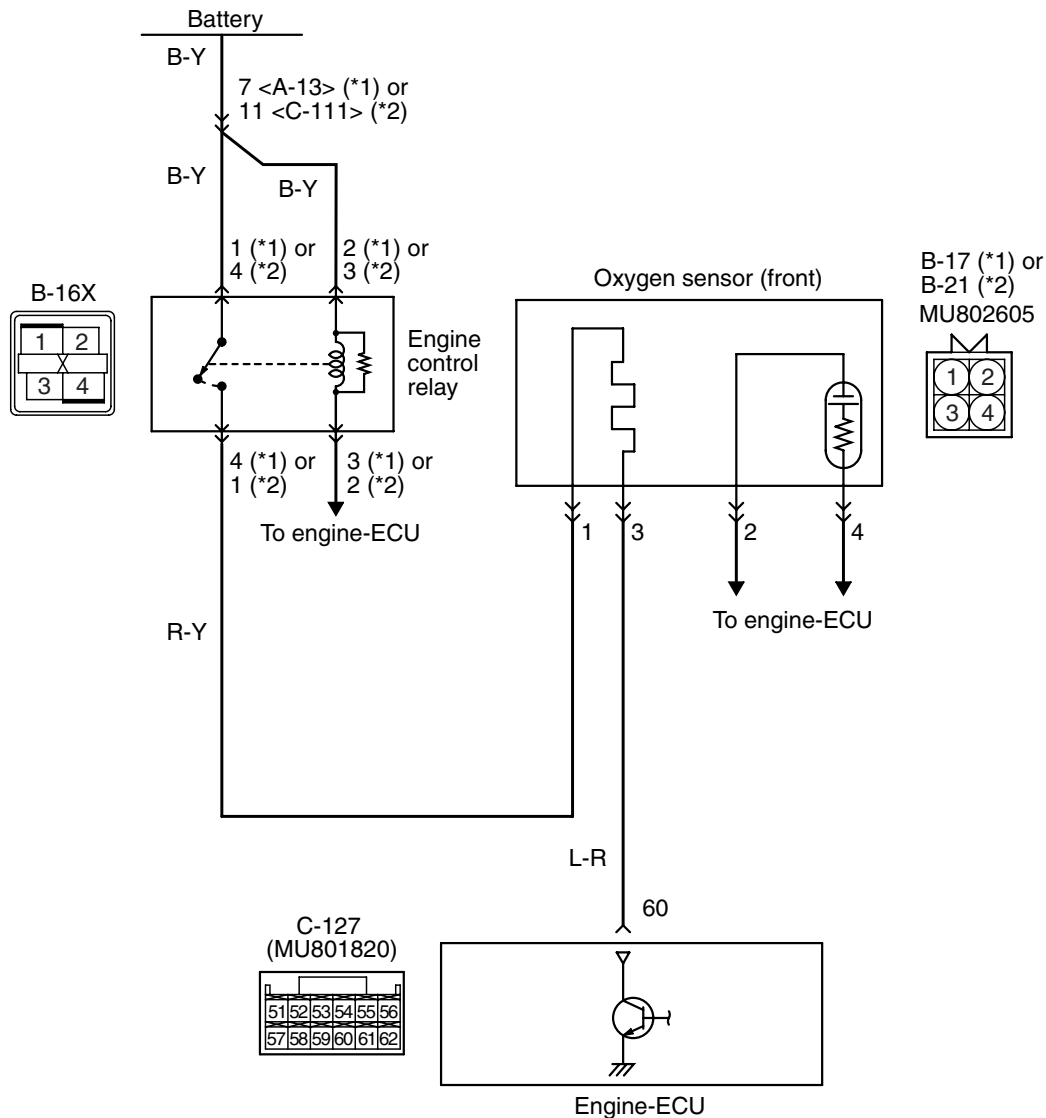 Battery
B-Y
7 <A-13> (*1) or
11 <C-111> (*2)
B-Y
B-Y
1 (*1) or
4 (*2)
2 (*1) or
3 (*2)
B-16X
1 2
X
3 4
Engine
control
relay
4 (*1) or
1 (*2)
3 (*1) or
2 (*2)
To engine-ECU
Oxygen sensor (front)
B-17 (*1) or
B-21 (*2)
MU802605
1 2
3 4
1
3
2
4
To engine-ECU
R-Y
L-R
60
C-127
(MU801820)
51 52 53 54 55 56
57 58 59 60 61 62
Engine-ECU